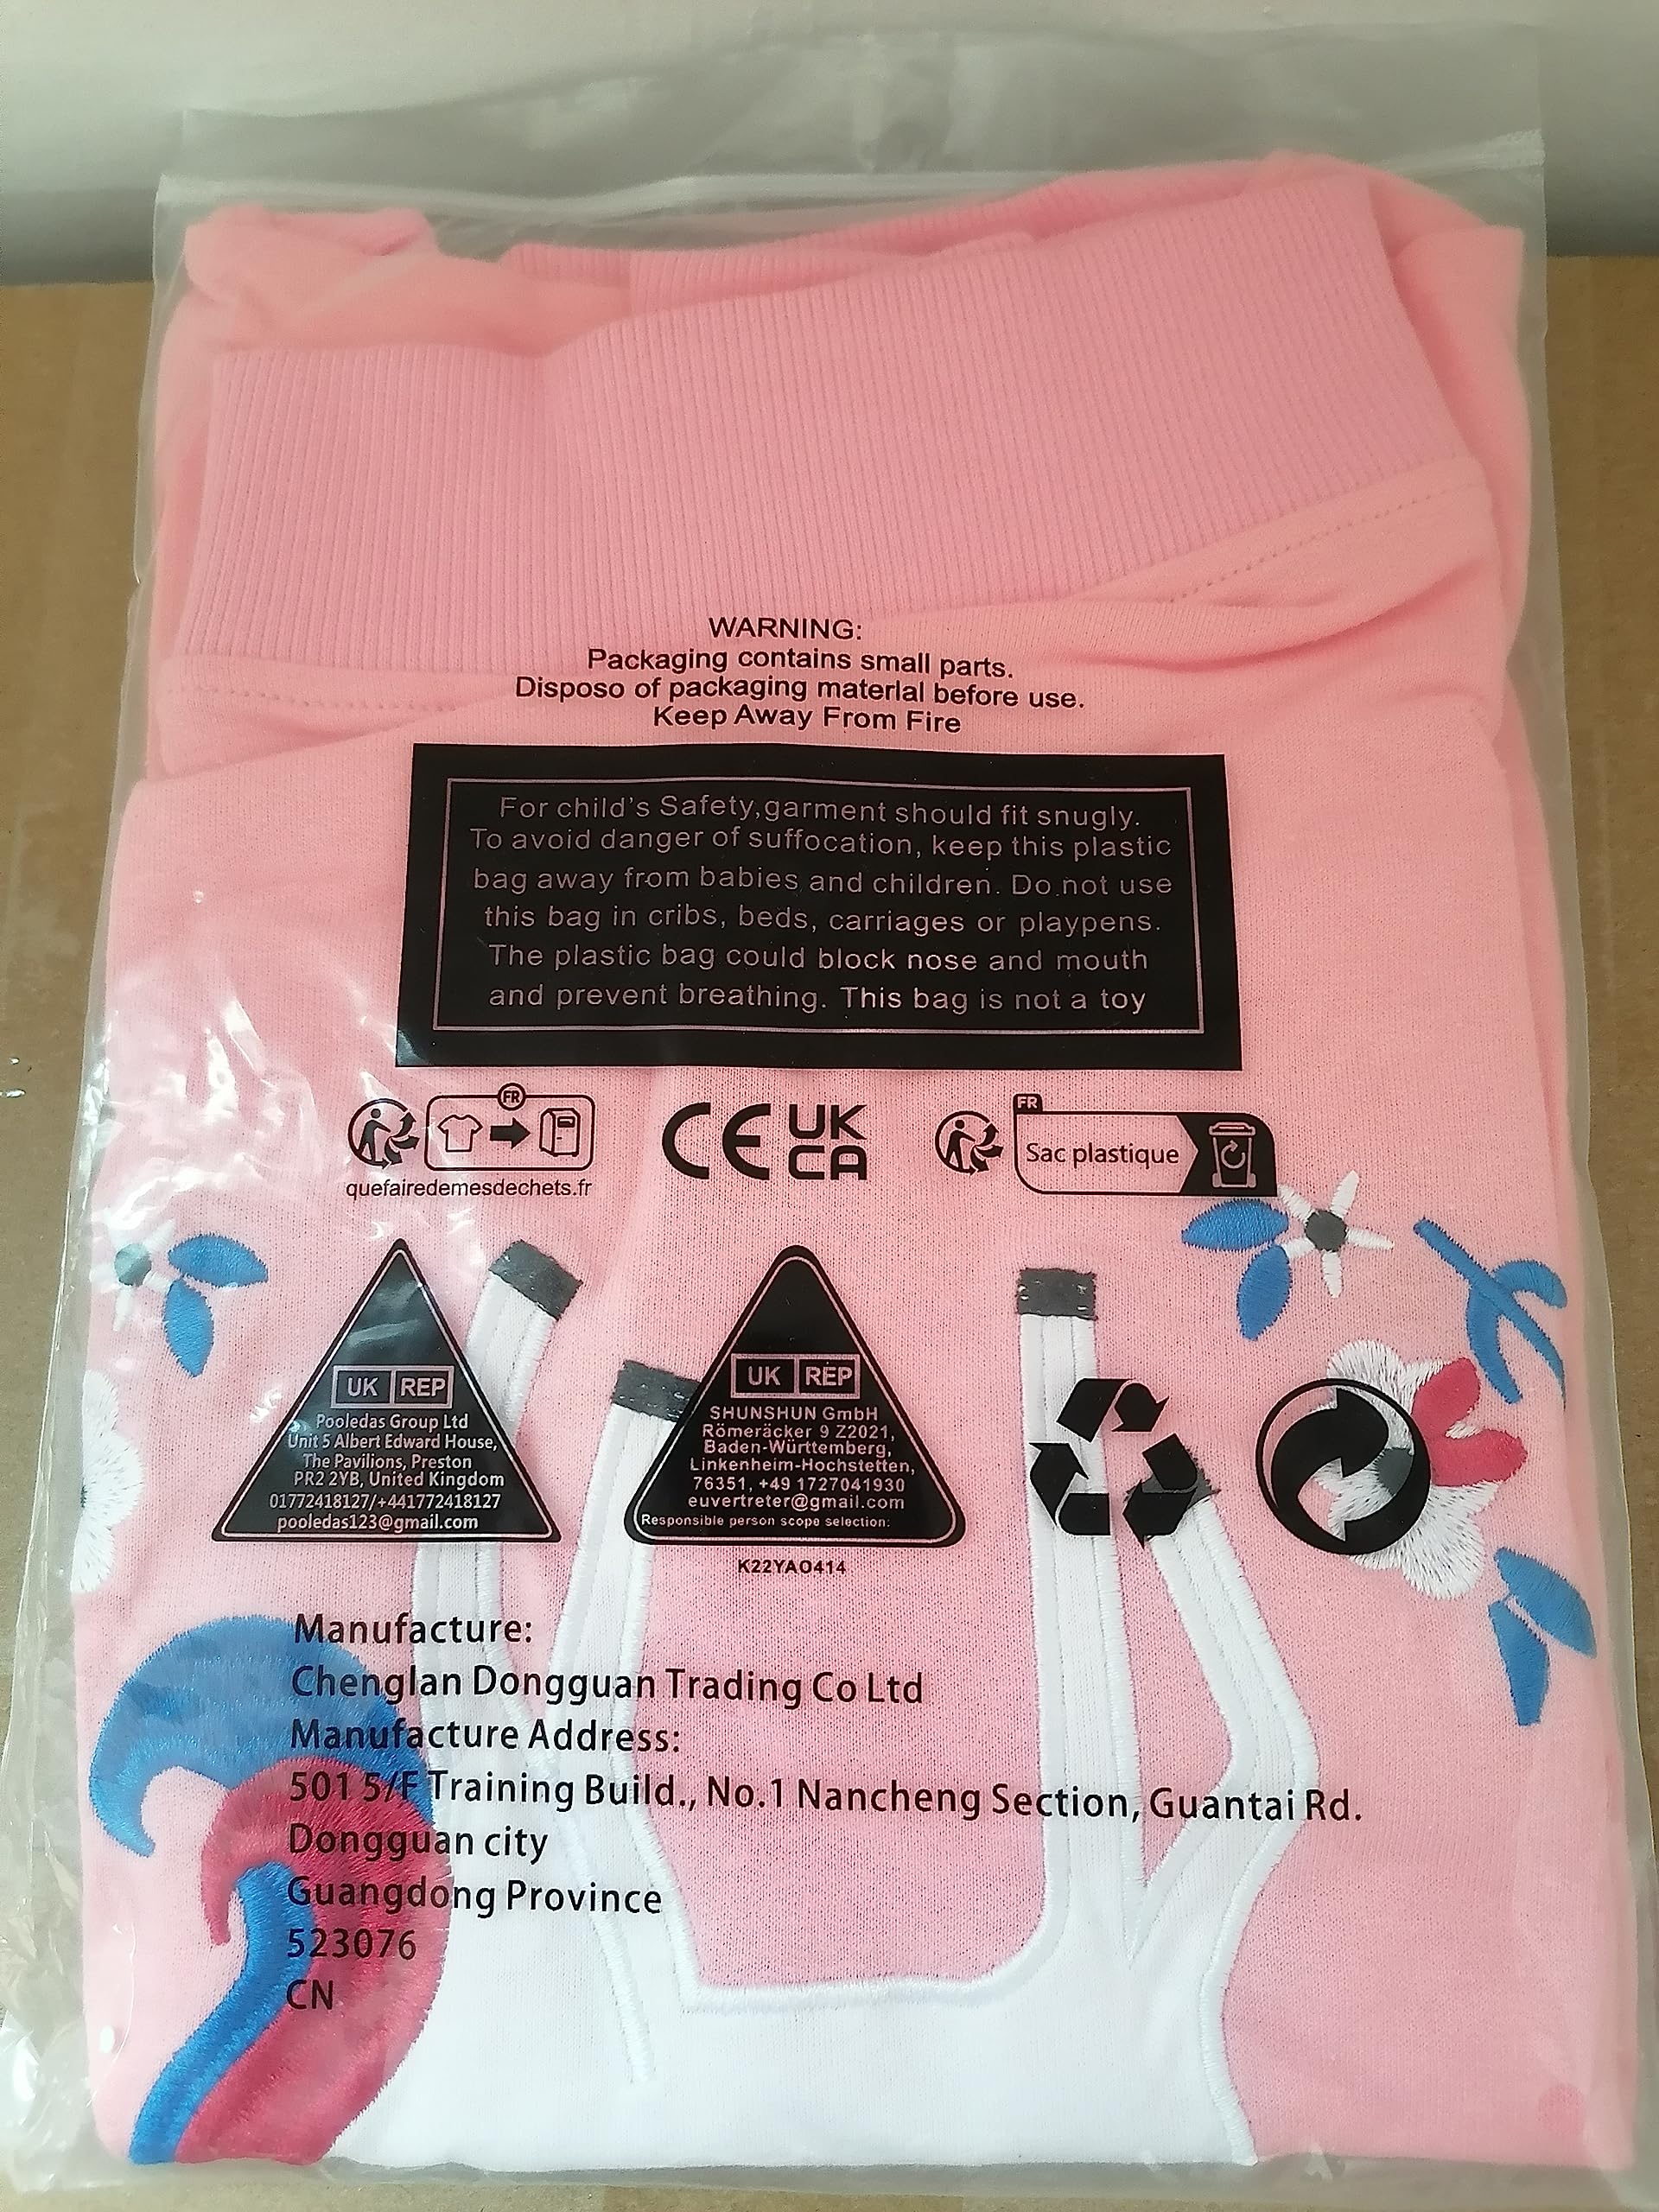 WARNING:
Packaging contains small parts.
Disposo of packaging materlal before use.
Keep Away From Fire
For child's Safety,garment should fit snugly.
To avoid danger of suffocation, keep this plastic
bag away from babies and children. Do not use
this bag in cribs, beds, carriages or playpens.
The plastic bag could block nose and mouth
and prevent breathing. This bag is not a toy
FR
quefairedemesdechets.fr
CE UK
CA
FR
Sac plastique
UK REP
Pooledas Group Ltd
Unit 5 Albert Edward House,
The Pavilions, Preston
PR2 2YB, United Kingdom
01772418127/+441772418127
pooledas123@gmail.com
UK REP
SHUNSHUN GmbH
Römeräcker 9 Z2021,
Baden-Württemberg,
Linkenheim-Hochstetten,
76351, +49 1727041930
euvertreter@gmail.com
Responsible person scope selection:
K22YAO414
Manufacture:
Chenglan Dongguan Trading Co Ltd
Manufacture Address:
501 5/F Training Build., No.1 Nancheng Section, Guantai Rd.
Dongguan city
Guangdong Province
523076
CN